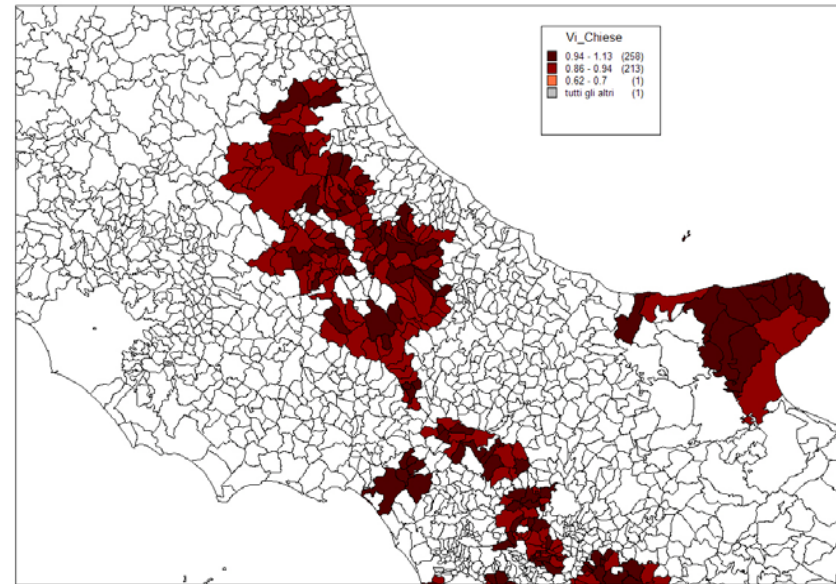 Vi_Chiese
0.94 - 1.13 (258)
0.86 - 0.94 (213)
0.62 - 0.7 (1)
tutti gli altri (1)